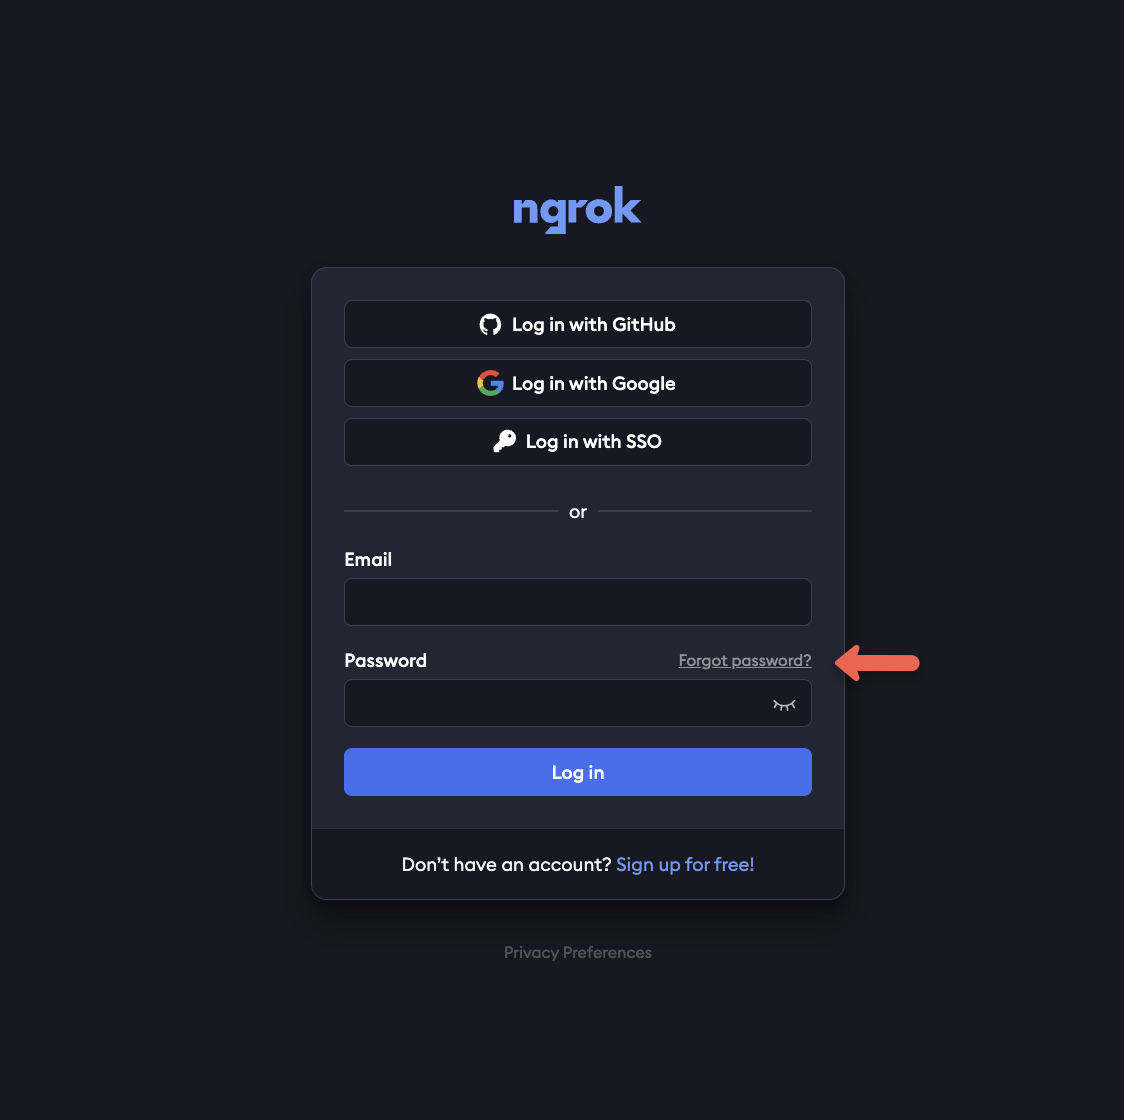 ngrok
Log in with GitHub
Log in with Google
Log in with SSO
or
Email
Password Forgot password?
Log in
Don’t have an account? Sign up for free!
Privacy Preferences